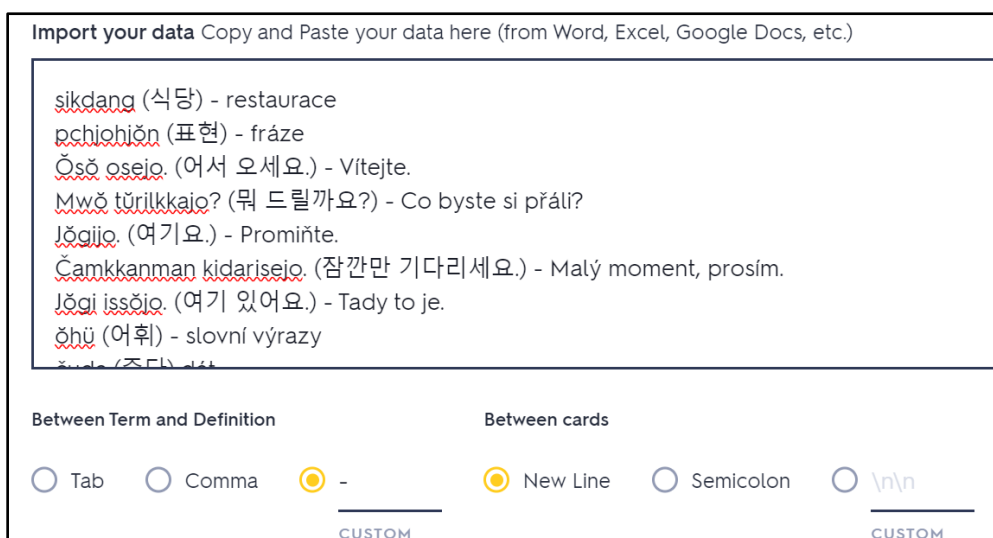 Import your data Copy and Paste your data here (from Word, Excel, Google Docs, etc.)
sikdang (식당) - restaurace
pchjohjŏn (표현) - fráze
Ŏsŏ osejo. (어서 오세요.) - Vítejte.
Mwŏ tŭrilkkajo? (뭐 드릴까요?) - Co byste si přáli?
Jŏgijo. (여기요.) - Promiňte.
Čamkkanman kidarisejo. (잠깐만 기다리세요.) - Malý moment, prosím.
Jŏgi issŏjo. (여기 있어요.) - Tady to je.
ŏhü (어휘) - slovní výrazy
Between Term and Definition Between cards
Tab Comma - New Line Semicolon \n\n
CUSTOM CUSTOM